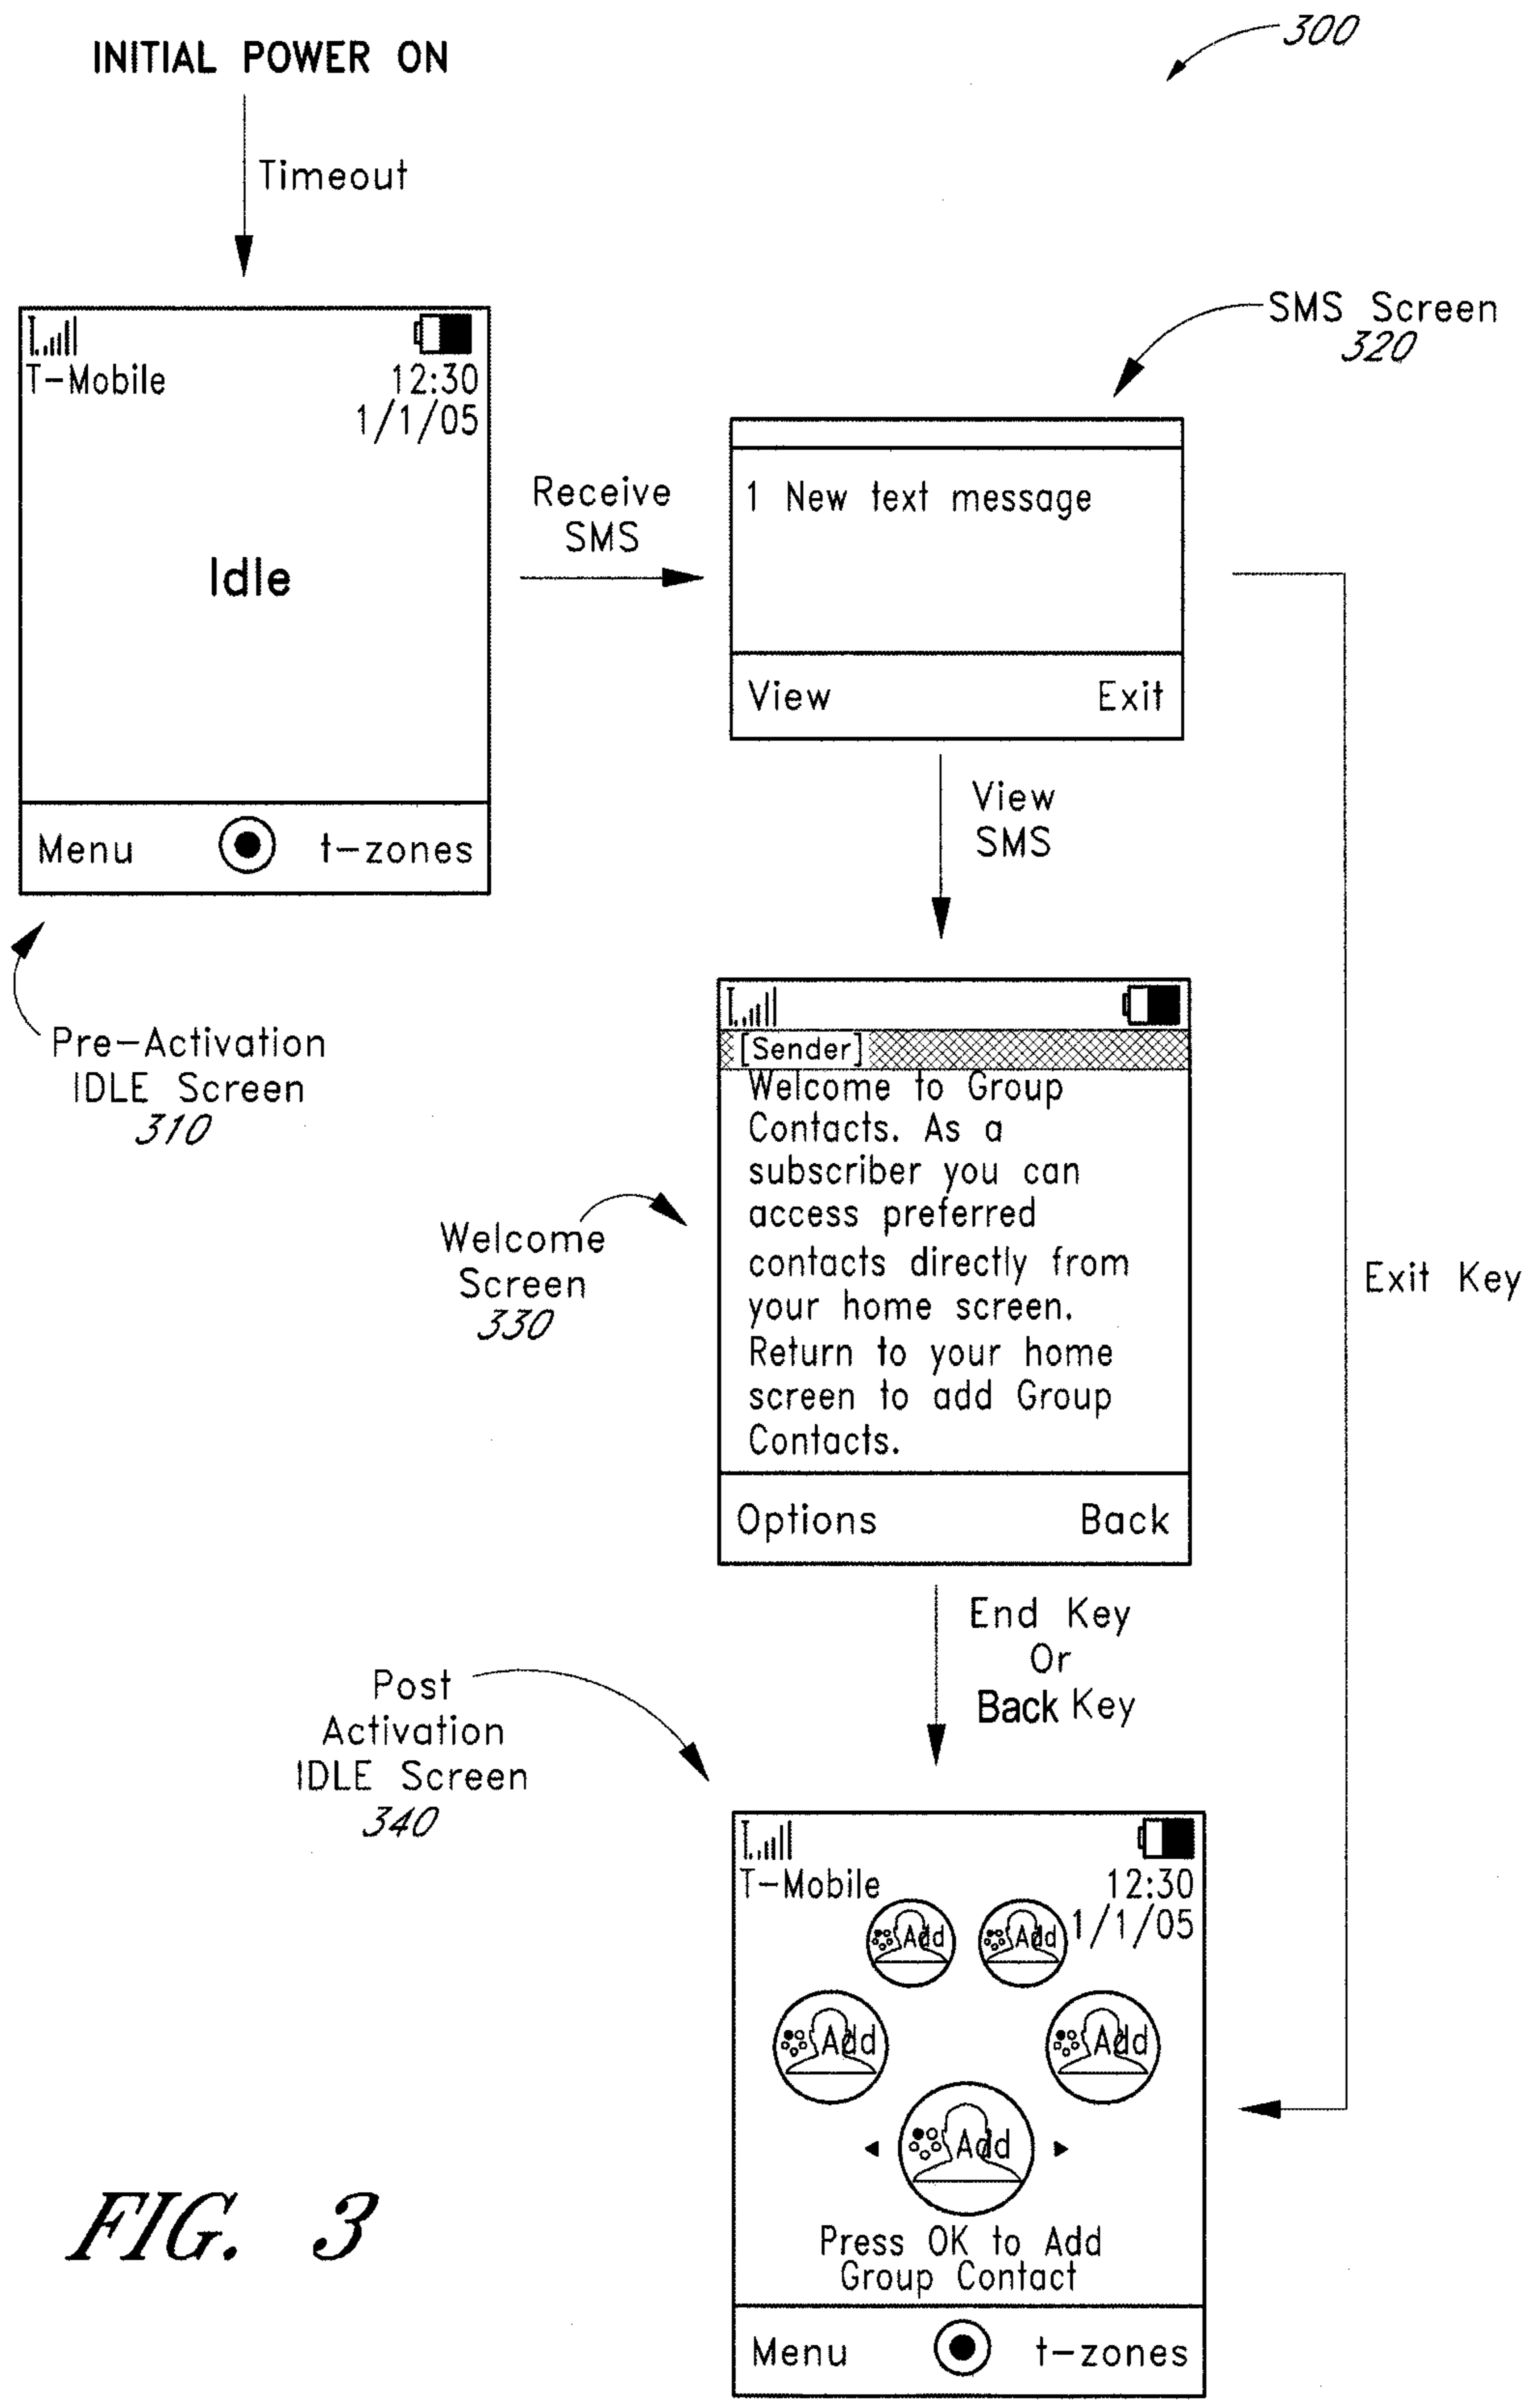 300
INITIAL POWER ON
Timeout
T-Mobile
12:30
1/1/05
Idle
Menu
t-zones
Pre-Activation
IDLE Screen
310
Receive
SMS
SMS Screen
320
1 New text message
View
Exit
View
SMS
Exit Key
[Sender]
Welcome to Group
Contacts. As a
subscriber you can
access preferred
contacts directly from
your home screen.
Return to your home
screen to add Group
Contacts.
Options
Back
Welcome
Screen
330
End Key
Or
Back Key
Post
Activation
IDLE Screen
340
T-Mobile
12:30
1/1/05
Add
Add
Add
Add
Add
Press OK to Add
Group Contact
Menu
t-zones
FIG. 3